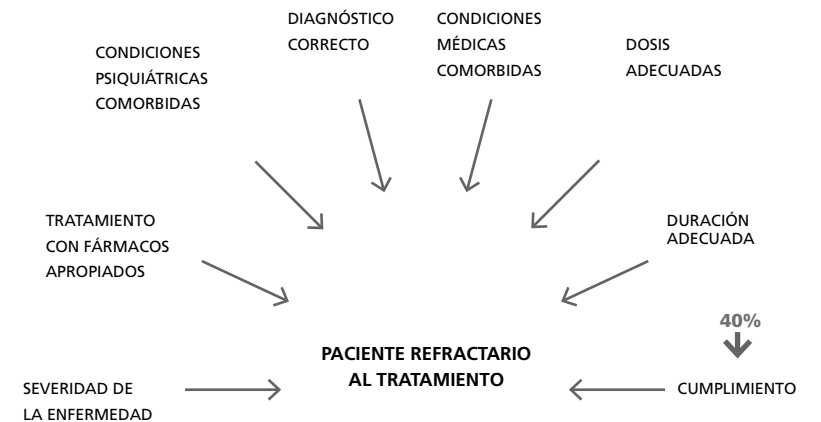 CONDICIONES
PSIQUIÁTRICAS
COMORBIDAS
DIAGNÓSTICO
CORRECTO
CONDICIONES
MÉDICAS
COMORBIDAS
DOSIS
ADECUADAS
TRATAMIENTO
CON FÁRMACOS
APROPIADOS
DURACIÓN
ADECUADA
40%
PACIENTE REFRACTARIO
AL TRATAMIENTO
SEVERIDAD DE
LA ENFERMEDAD
CUMPLIMIENTO